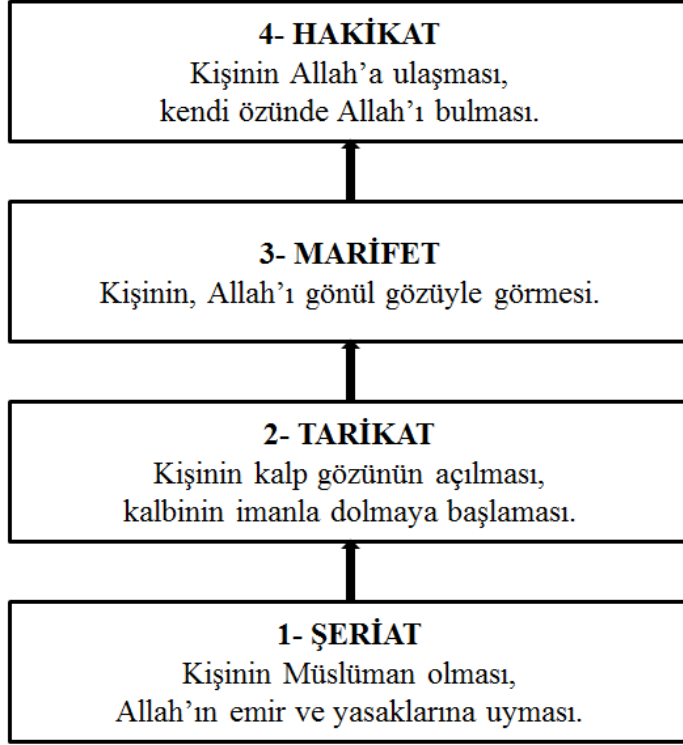 4- HAKİKAT
Kişinin Allah’a ulaşması,
kendi özünde Allah’ı bulması.
3- MARİFET
Kişinin, Allah’ı gönül gözüyle görmesi.
2- TARİKAT
Kişinin kalp gözünün açılması,
kalbinin imanla dolmaya başlaması.
1- ŞERİAT
Kişinin Müslüman olması,
Allah’ın emir ve yasaklarına uyması.